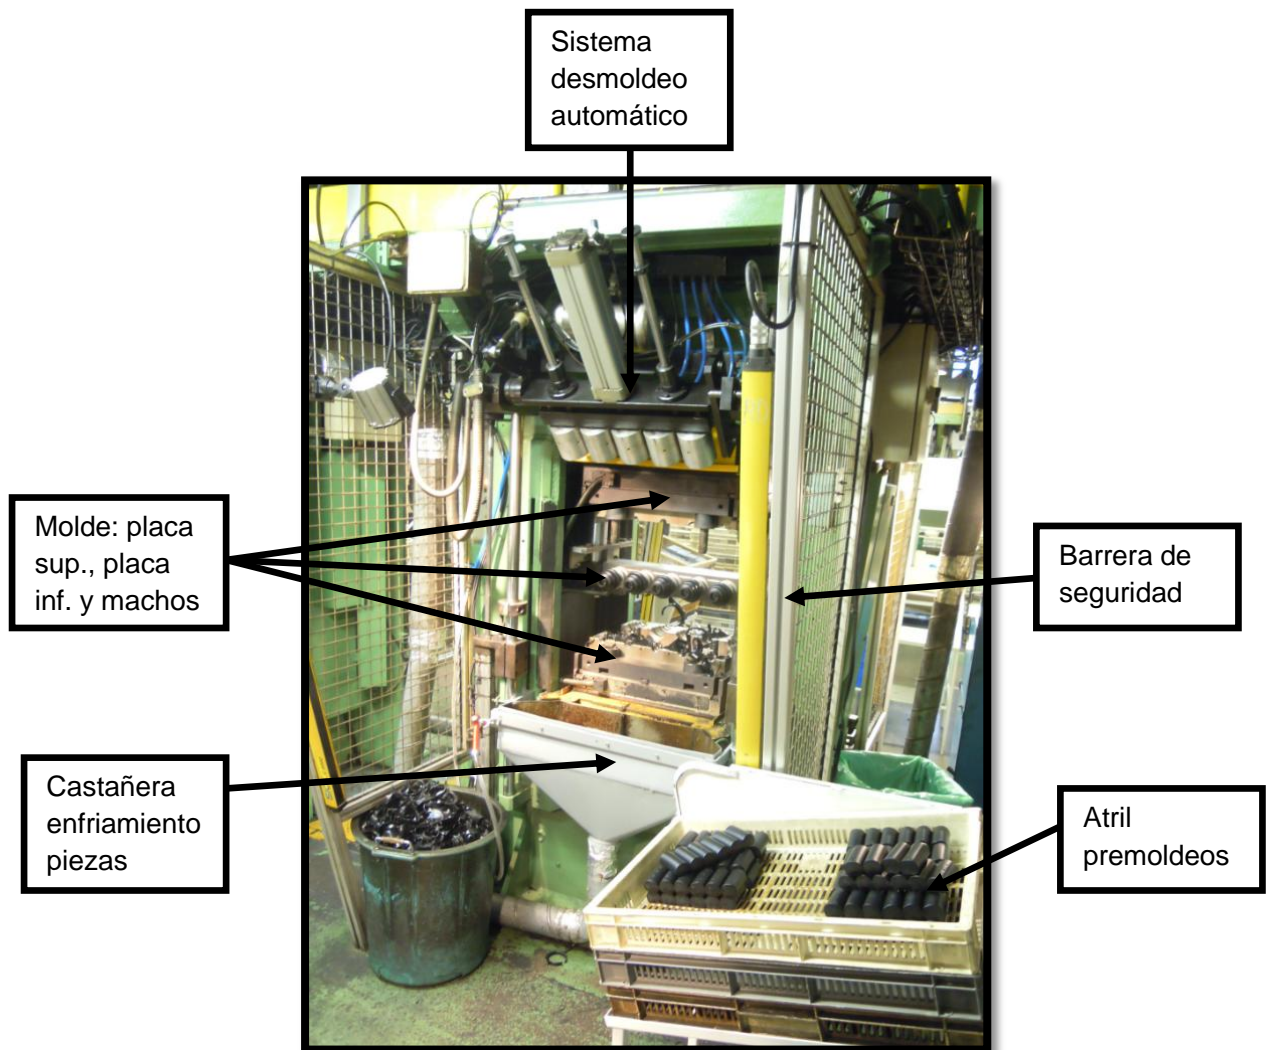 Sistema
desmoldeo
automático
Molde: placa
sup., placa
inf. y machos
Barrera de
seguridad
Castañera
enfriamiento
piezas
Atril
premoldeos